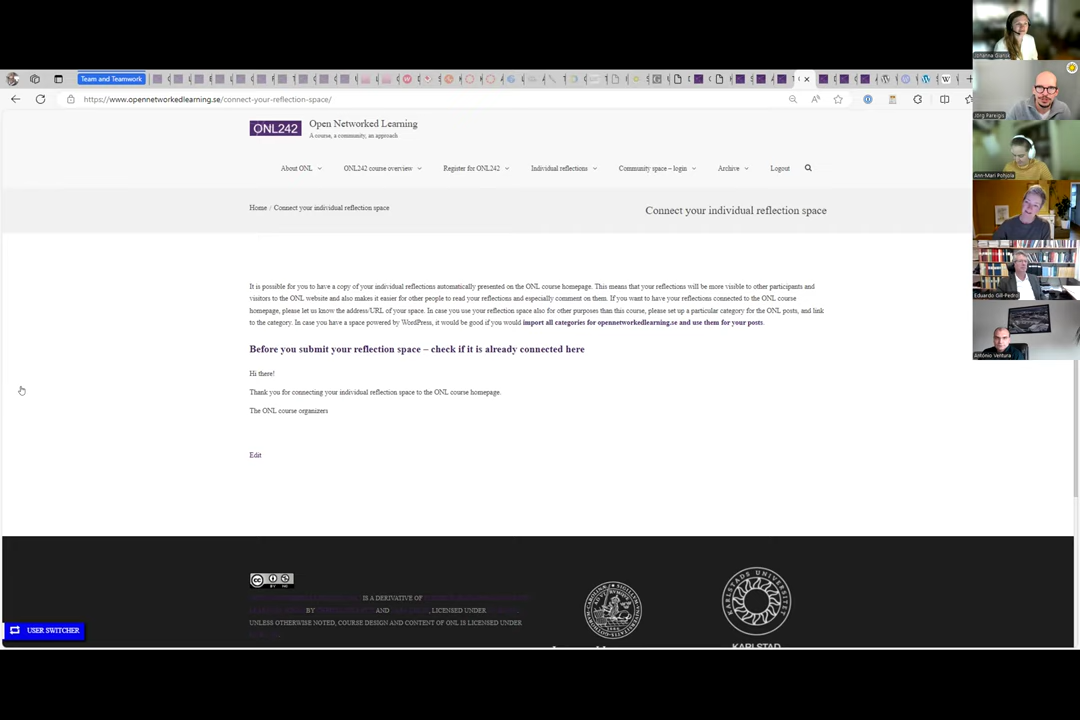 Team and Teamwork
https://www.opennetworkedlearning.se/connect-your-reflection-space/
ONL242
Open Networked Learning
A course, a community, an approach
About ONL
ONL242 course overview
Register for ONL242
Individual reflections
Community space – login
Archive
Logout
Home / Connect your individual reflection space
Connect your individual reflection space
It is possible for you to have a copy of your individual reflections automatically presented on the ONL course homepage. This means that your reflections will be more visible to other participants and
visitors to the ONL website and also makes it easier for other people to read your reflections and especially comment on them. If you want to have your reflections connected to the ONL course
homepage, please let us know the address/URL of your space. In case you use your reflection space also for other purposes than this course, please set up a particular category for the ONL posts, and link
to the category. In case you have a space powered by WordPress, it would be good if you would import all categories for opennetworkedlearning.se and use them for your posts.
Before you submit your reflection space – check if it is already connected here
Hi there!
Thank you for connecting your individual reflection space to the ONL course homepage.
The ONL course organizers
Edit
IS A DERIVATIVE OF
BY AND , LICENSED UNDER
UNLESS OTHERWISE NOTED, COURSE DESIGN AND CONTENT OF ONL IS LICENSED UNDER
USER SWITCHER
KARLSTAD
Jörg Pareigis
Ann-Mari Pohjola
Eduardo Gill-Pedro
António Ventura